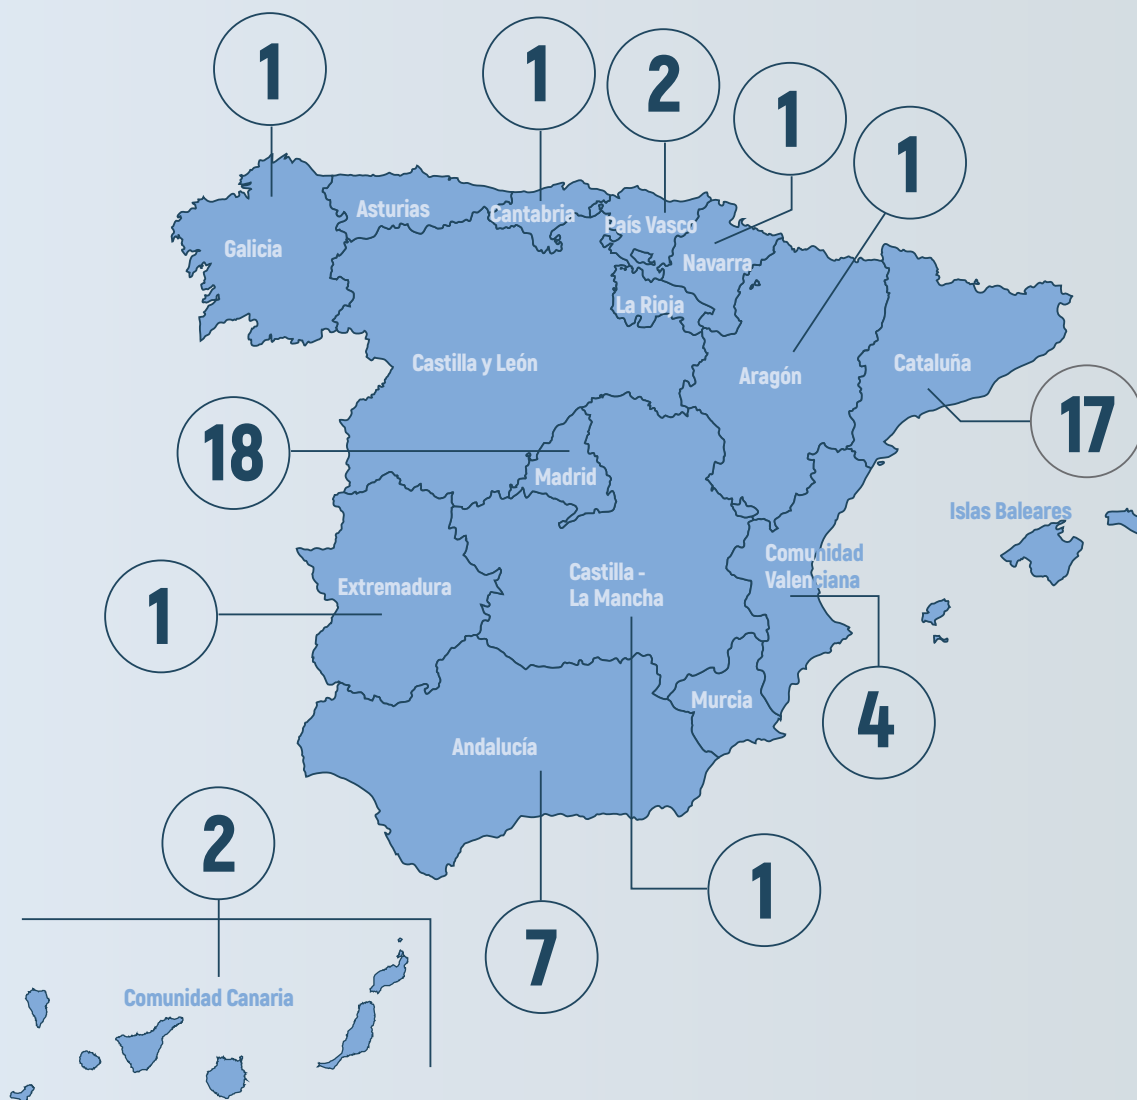 1
1
2
1
1
Asturias
Cantabria
País Vasco
Galicia
Navarra
La Rioja
Castilla y León
Aragón
Cataluña
17
18
Madrid
Islas Baleares
Comunidad
Valenciana
Extremadura
Castilla -
La Mancha
1
Murcia
4
Andalucía
2
1
7
Comunidad Canaria